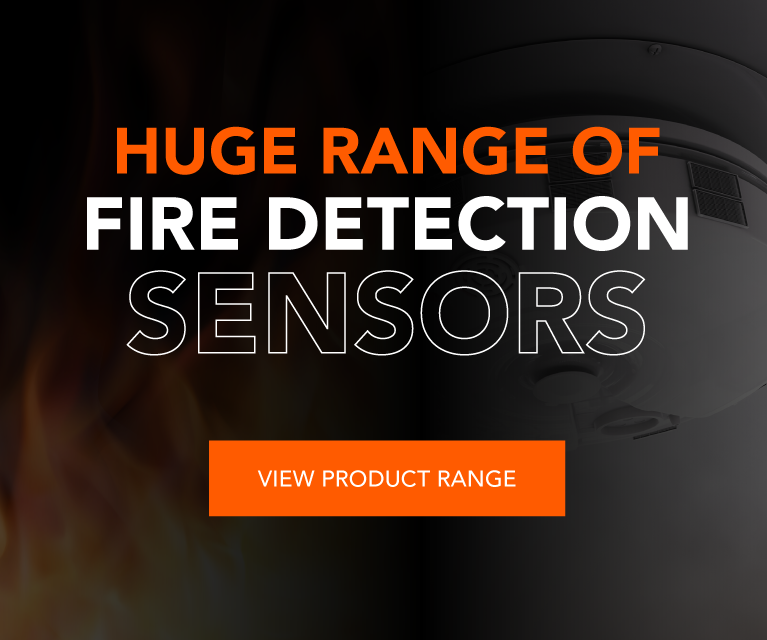 HUGE RANGE OF
FIRE DETECTION
SENSORS
VIEW PRODUCT RANGE